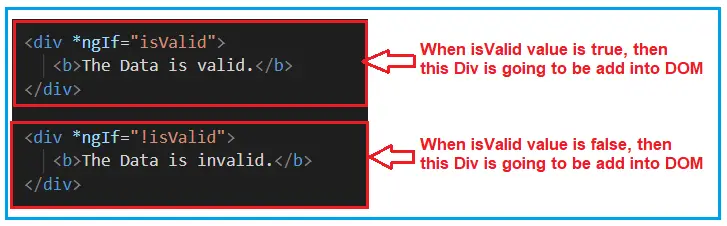 <div *ngIf="isValid">
<b>The Data is valid.</b>
</div>
When isValid value is true, then
this Div is going to be add into DOM
<div *ngIf="!isValid">
<b>The Data is invalid.</b>
</div>
When isValid value is false, then
this Div is going to be add into DOM